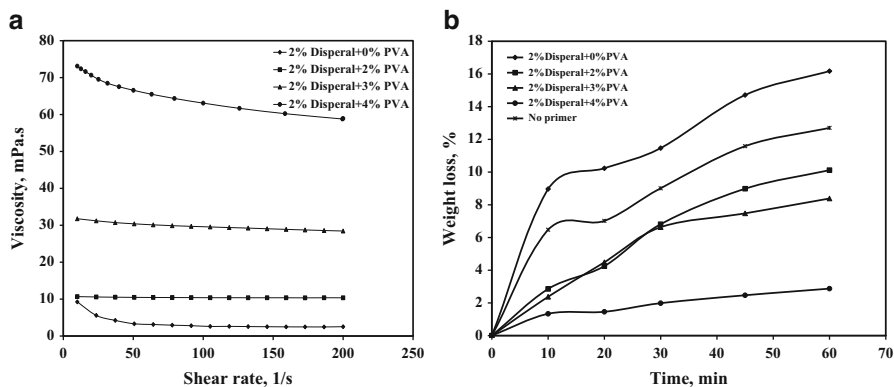 a
80
70
60
50
40
30
20
10
0
0 50 100 150 200 250
Viscosity, mPa.s
Shear rate, 1/s
2% Disperal+0% PVA
2% Disperal+2% PVA
2% Disperal+3% PVA
2% Disperal+4% PVA
b
18
16
14
12
10
8
6
4
2
0
0 10 20 30 40 50 60 70
Weight loss, %
Time, min
2%Disperal+0%PVA
2%Disperal+2%PVA
2%Disperal+3%PVA
2%Disperal+4%PVA
No primer